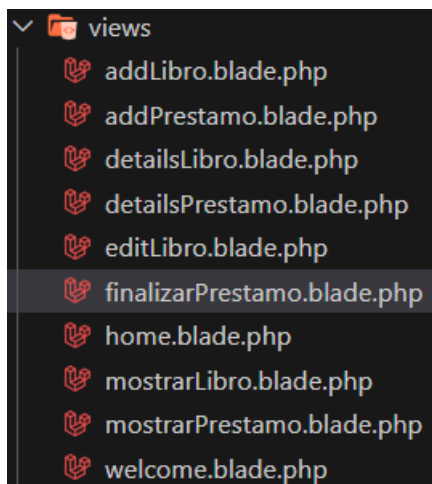 views
addLibro.blade.php
addPrestamo.blade.php
detailsLibro.blade.php
detailsPrestamo.blade.php
editLibro.blade.php
finalizarPrestamo.blade.php
home.blade.php
mostrarLibro.blade.php
mostrarPrestamo.blade.php
welcome.blade.php